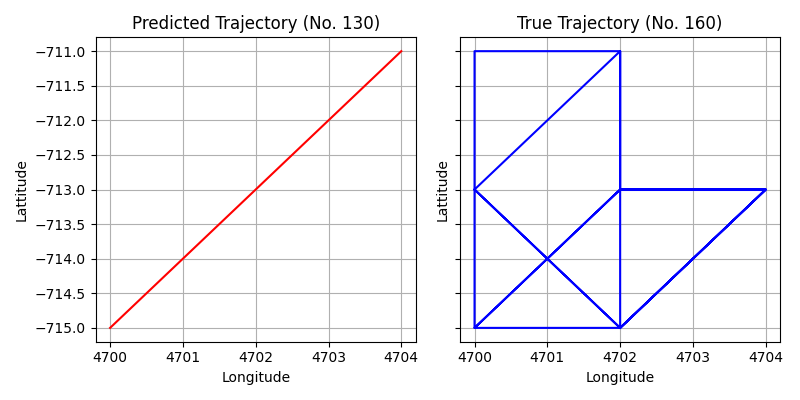 Predicted Trajectory (No. 130)
True Trajectory (No. 160)
−711.0
−711.5
−712.0
−712.5
−713.0
−713.5
−714.0
−714.5
−715.0
Lattitude
Lattitude
4700 4701 4702 4703 4704
4700 4701 4702 4703 4704
Longitude
Longitude